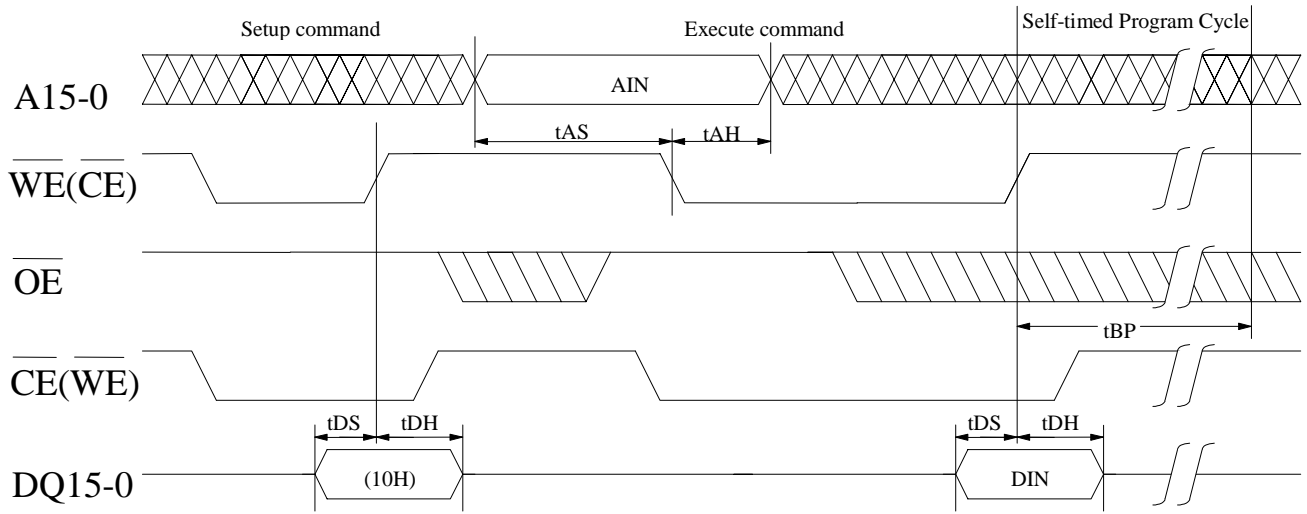 Setup command
Execute command
Self-timed Program Cycle
A15-0
AIN
tAS
tAH
WE(CE)
OE
tBP
CE(WE)
tDS
tDH
tDS
tDH
DQ15-0
(10H)
DIN